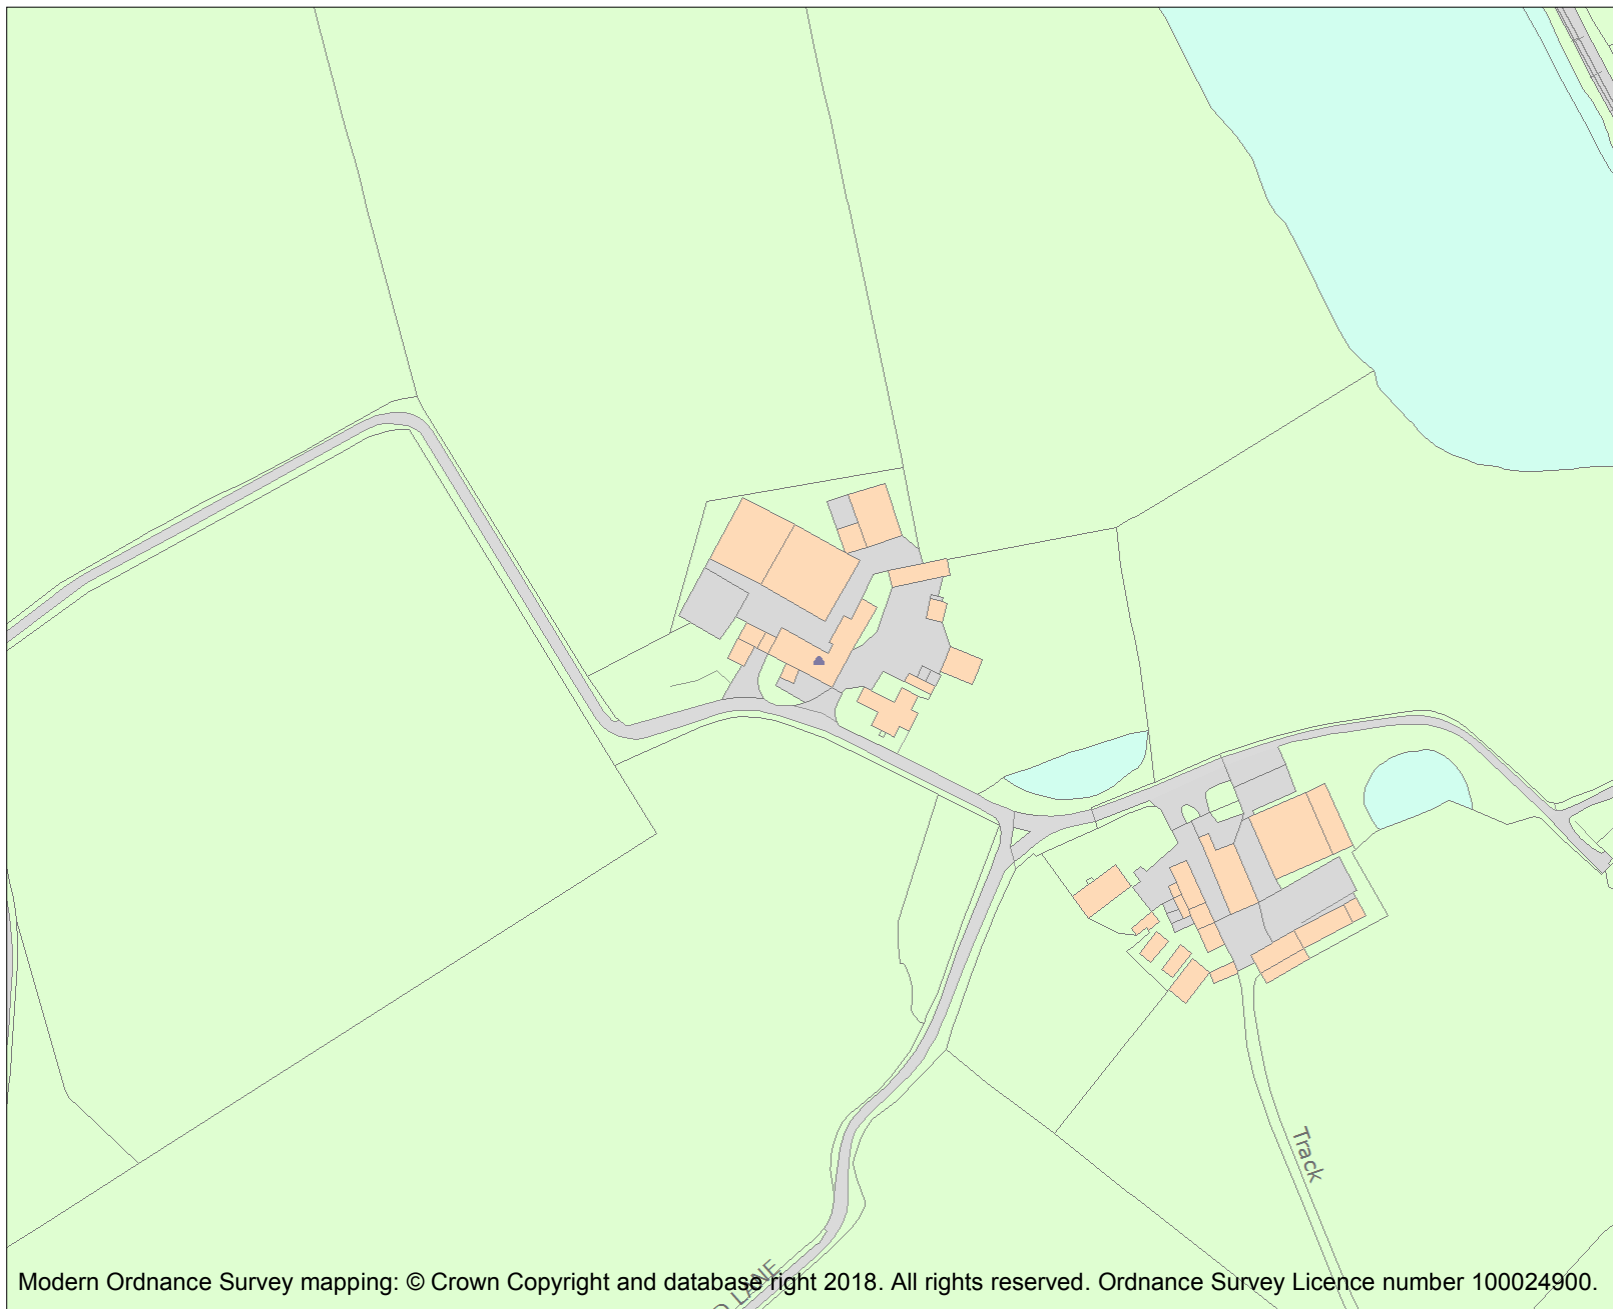 Track
LANE
Modern Ordnance Survey mapping: © Crown Copyright and database right 2018. All rights reserved. Ordnance Survey Licence number 100024900.